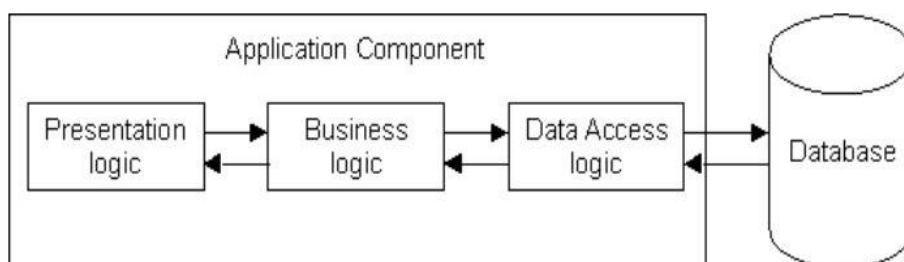 Application Component
Presentation
logic
Business
logic
Data Access
logic
Database